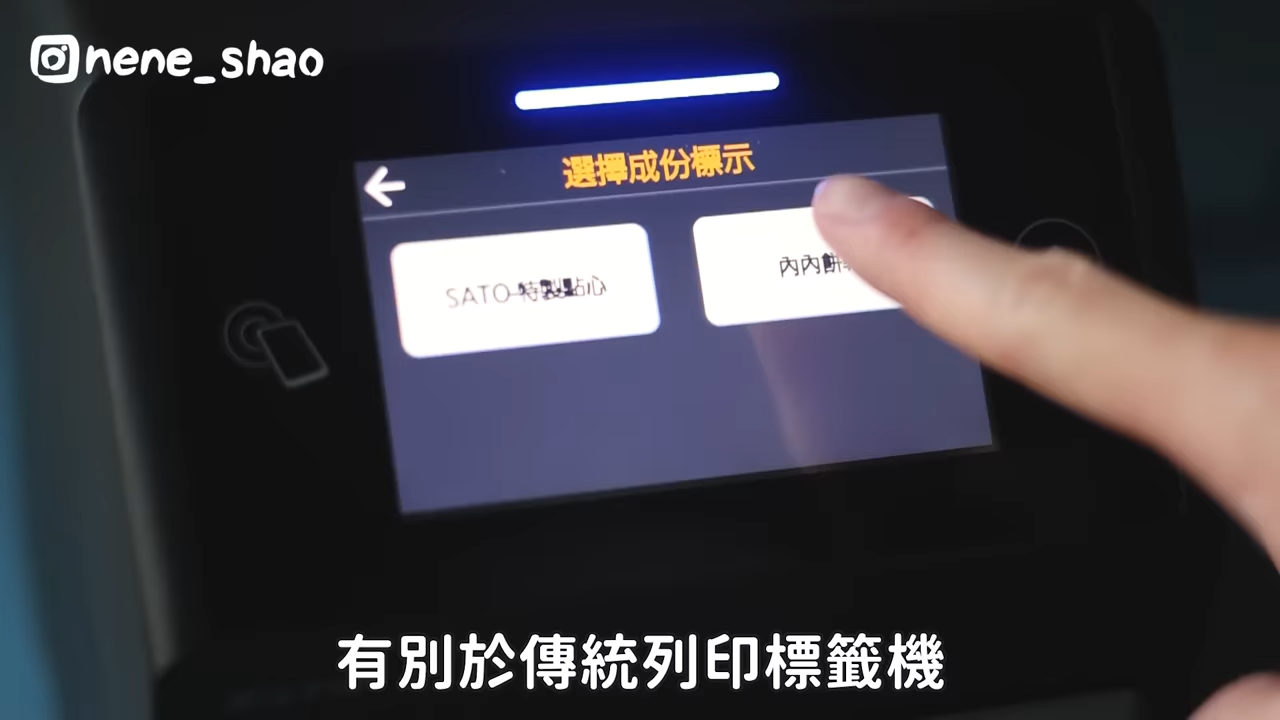 nene_shao
選擇成份標示
SATO-特製點心
內內餅
有別於傳統列印標籤機